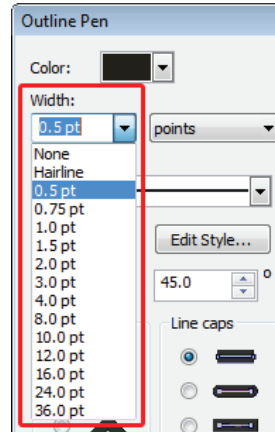 Outline Pen
Color:
Width:
0.5 pt
points
None
Hairline
0.5 pt
0.75 pt
1.0 pt
1.5 pt
2.0 pt
3.0 pt
4.0 pt
8.0 pt
10.0 pt
12.0 pt
16.0 pt
24.0 pt
36.0 pt
Edit Style...
45.0 °
Line caps